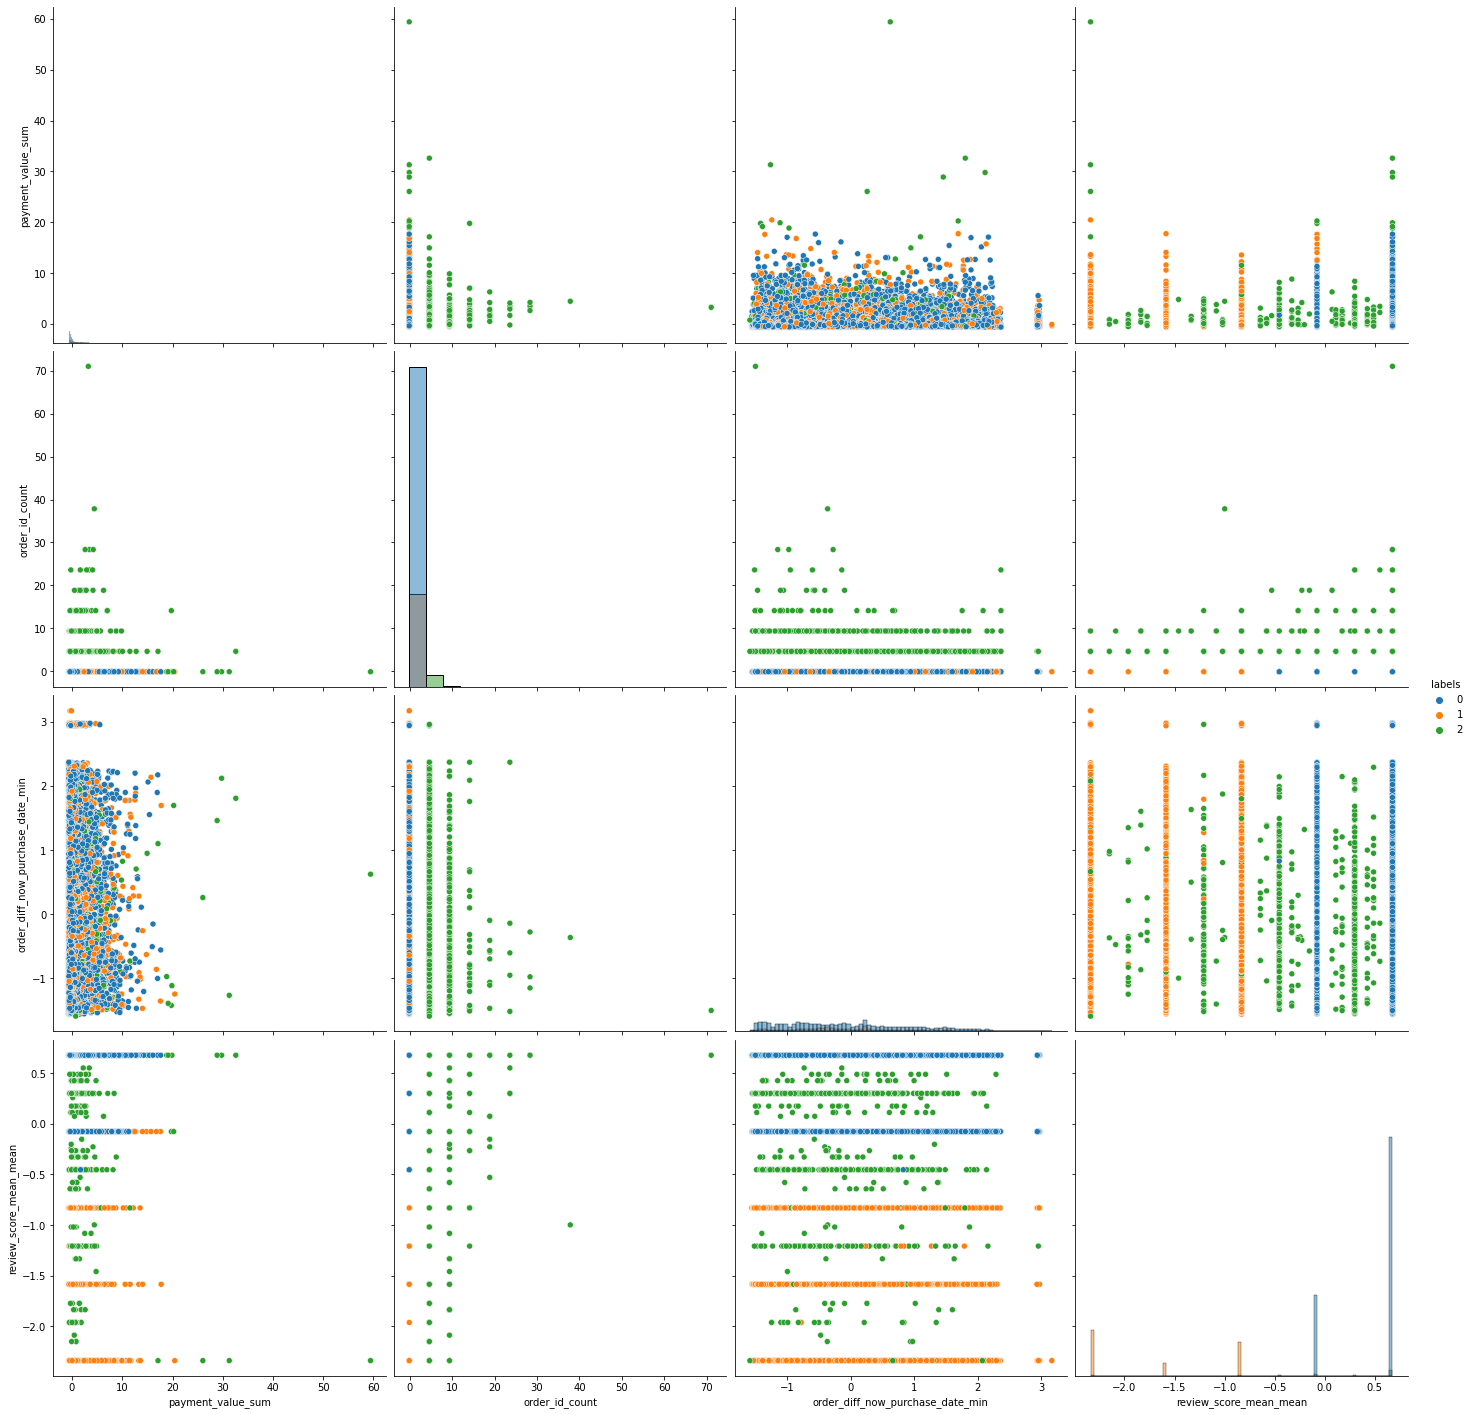 60
50
40
30
20
10
0
payment_value_sum
70
60
50
40
30
20
10
0
order_id_count
labels
0
1
2
3
2
1
0
−1
order_diff_now_purchase_date_min
0.5
0.0
−0.5
−1.0
−1.5
−2.0
review_score_mean_mean
0 10 20 30 40 50 60
payment_value_sum
0 10 20 30 40 50 60 70
order_id_count
−1 0 1 2 3
order_diff_now_purchase_date_min
−2.0 −1.5 −1.0 −0.5 0.0 0.5
review_score_mean_mean